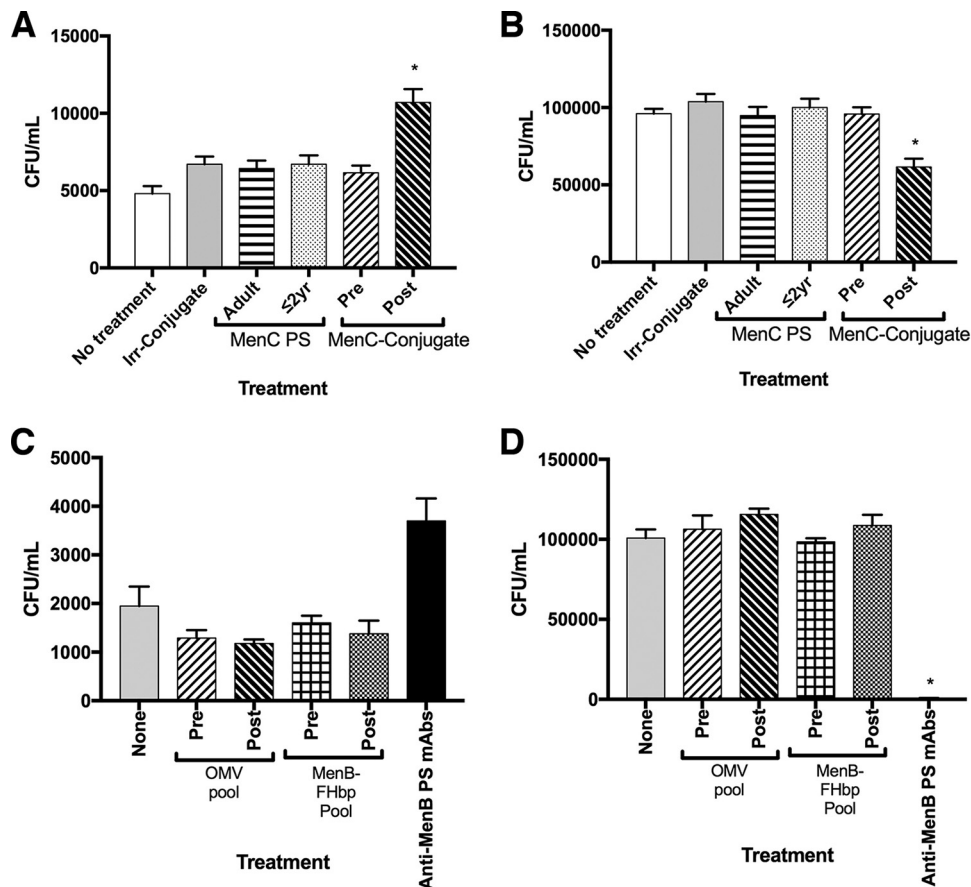 A
15000
10000
5000
0
CFU/mL
*
No treatment
Irr-Conjugate
Adult
≤2yr
Pre
Post
MenC PS
MenC-Conjugate
Treatment
B
150000
100000
50000
0
CFU/mL
*
No treatment
Irr-Conjugate
Adult
≤2yr
Pre
Post
MenC PS
MenC-Conjugate
Treatment
C
5000
4000
3000
2000
1000
0
CFU/mL
None
Pre
Post
Pre
Post
Anti-MenB PS mAbs
OMV
pool
MenB-
FHbp
Pool
Treatment
D
150000
100000
50000
0
CFU/mL
*
None
Pre
Post
Pre
Post
Anti-MenB PS mAbs
OMV
pool
MenB-
FHbp
Pool
Treatment